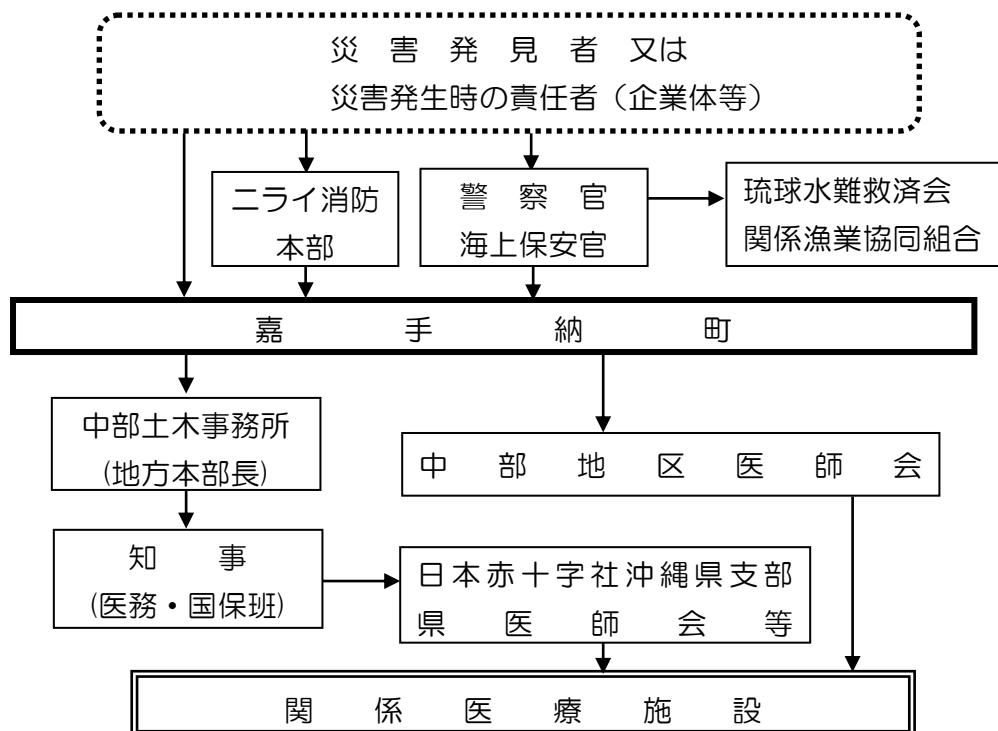 災害発見者 又は
災害発生時の責任者（企業体等）
ニライ消防
本部
警察官
海上保安官
琉球水難救済会
関係漁業協同組合
嘉手納町
中部土木事務所
(地方本部長)
中部地区医師会
知事
(医務・国保班)
日本赤十字社沖縄県支部
県医師会等
関係医療施設